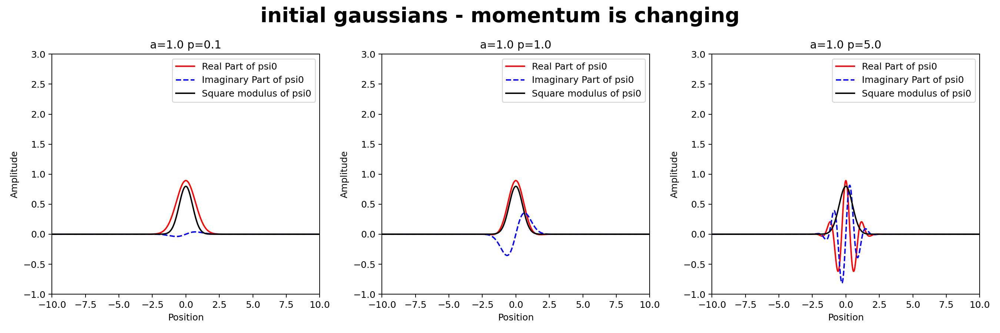 initial gaussians - momentum is changing
a=1.0 p=0.1
3.0
2.5
2.0
1.5
1.0
0.5
0.0
−0.5
−1.0
Amplitude
Real Part of psi0
Imaginary Part of psi0
Square modulus of psi0
−10.0 −7.5 −5.0 −2.5 0.0 2.5 5.0 7.5 10.0
Position
a=1.0 p=1.0
3.0
2.5
2.0
1.5
1.0
0.5
0.0
−0.5
−1.0
Amplitude
Real Part of psi0
Imaginary Part of psi0
Square modulus of psi0
−10.0 −7.5 −5.0 −2.5 0.0 2.5 5.0 7.5 10.0
Position
a=1.0 p=5.0
3.0
2.5
2.0
1.5
1.0
0.5
0.0
−0.5
−1.0
Amplitude
Real Part of psi0
Imaginary Part of psi0
Square modulus of psi0
−10.0 −7.5 −5.0 −2.5 0.0 2.5 5.0 7.5 10.0
Position